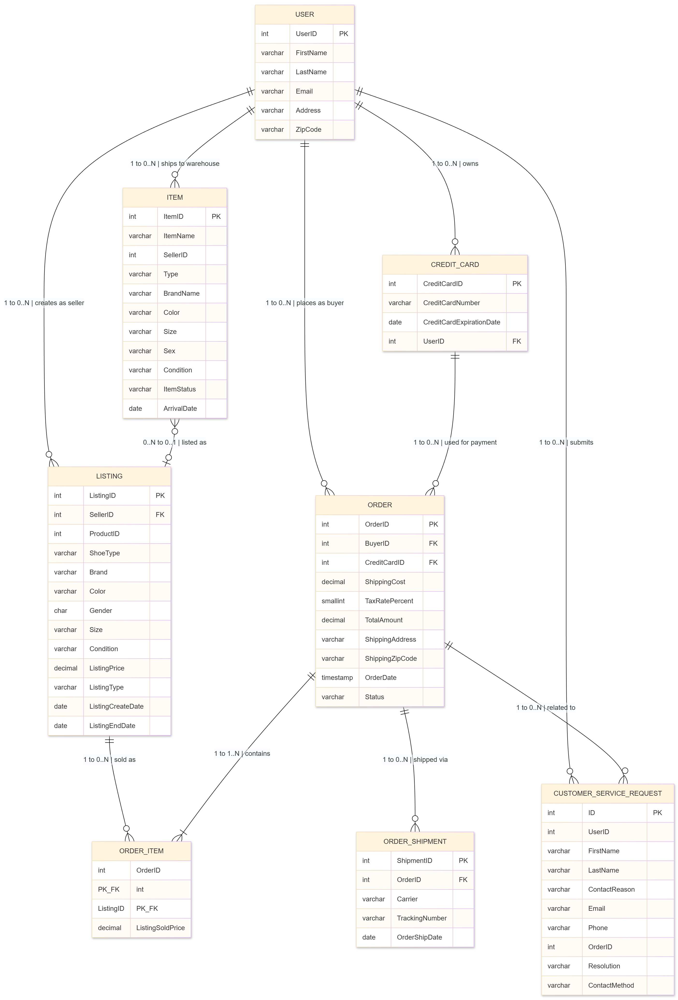 USER
int UserID PK
varchar FirstName
varchar LastName
varchar Email
varchar Address
varchar ZipCode
1 to 0..N | ships to warehouse
1 to 0..N | owns
ITEM
int ItemID PK
varchar ItemName
int SellerID
varchar Type
varchar BrandName
varchar Color
varchar Size
varchar Sex
varchar Condition
varchar ItemStatus
date ArrivalDate
CREDIT_CARD
int CreditCardID PK
varchar CreditCardNumber
date CreditCardExpirationDate
int UserID FK
1 to 0..N | creates as seller
1 to 0..N | places as buyer
0..N to 0..1 | listed as
1 to 0..N | used for payment
1 to 0..N | submits
LISTING
int ListingID PK
int SellerID FK
int ProductID
varchar ShoeType
varchar Brand
varchar Color
char Gender
varchar Size
varchar Condition
decimal ListingPrice
varchar ListingType
date ListingCreateDate
date ListingEndDate
ORDER
int OrderID PK
int BuyerID FK
int CreditCardID FK
decimal ShippingCost
smallint TaxRatePercent
decimal TotalAmount
varchar ShippingAddress
varchar ShippingZipCode
timestamp OrderDate
varchar Status
1 to 0..N | related to
1 to 0..N | sold as
1 to 1..N | contains
1 to 0..N | shipped via
ORDER_ITEM
int OrderID
PK_FK int
ListingID PK_FK
decimal ListingSoldPrice
ORDER_SHIPMENT
int ShipmentID PK
int OrderID FK
varchar Carrier
varchar TrackingNumber
date OrderShipDate
CUSTOMER_SERVICE_REQUEST
int ID PK
int UserID
varchar FirstName
varchar LastName
varchar ContactReason
varchar Email
varchar Phone
int OrderID
varchar Resolution
varchar ContactMethod